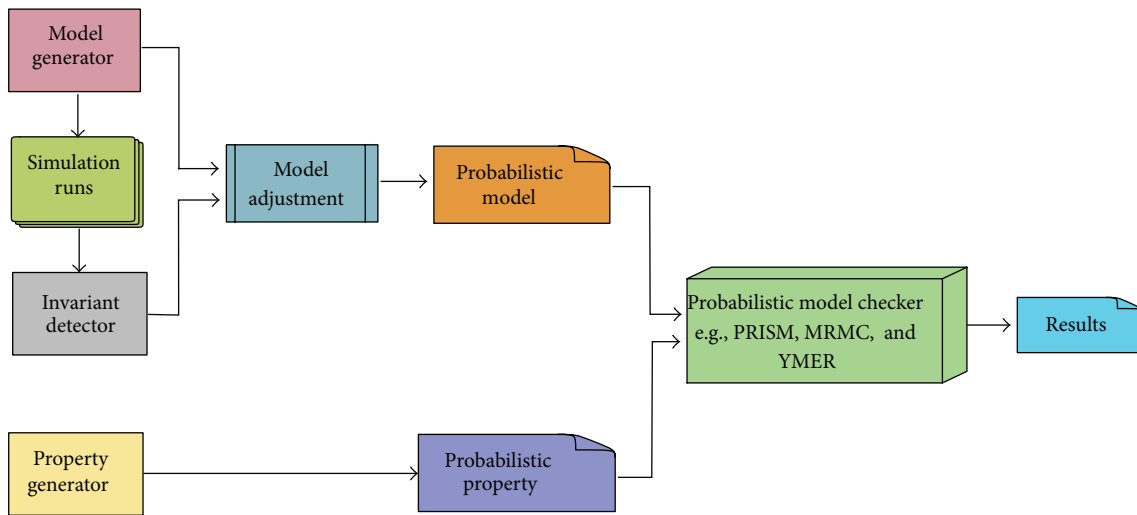 Model
generator
Simulation
runs
Invariant
detector
Model
adjustment
Probabilistic
model
Probabilistic model checker
e.g., PRISM, MRMC, and
YMER
Results
Property
generator
Probabilistic
property